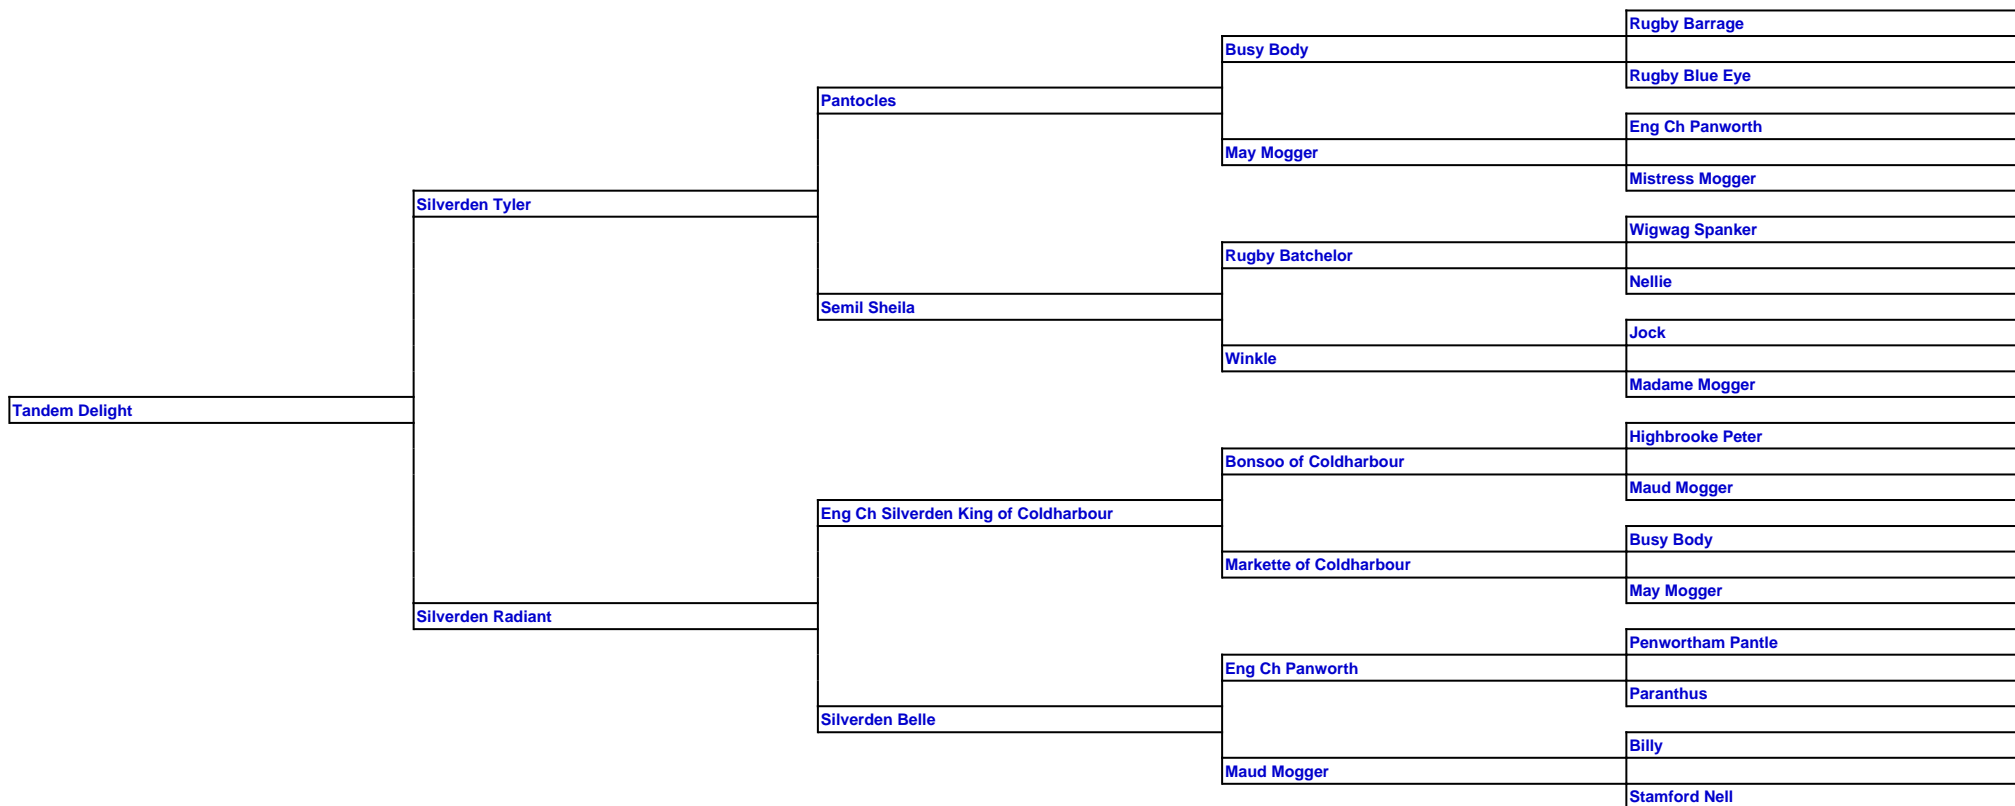 Rugby Barrage
Busy Body
Rugby Blue Eye
Pantocles
Eng Ch Panworth
May Mogger
Mistress Mogger
Silverden Tyler
Wigwag Spanker
Rugby Batchelor
Nellie
Semil Sheila
Jock
Winkle
Madame Mogger
Tandem Delight
Highbrooke Peter
Bonsoo of Coldharbour
Maud Mogger
Eng Ch Silverden King of Coldharbour
Busy Body
Markette of Coldharbour
May Mogger
Silverden Radiant
Penwortham Pantle
Eng Ch Panworth
Paranthus
Silverden Belle
Billy
Maud Mogger
Stamford Nell